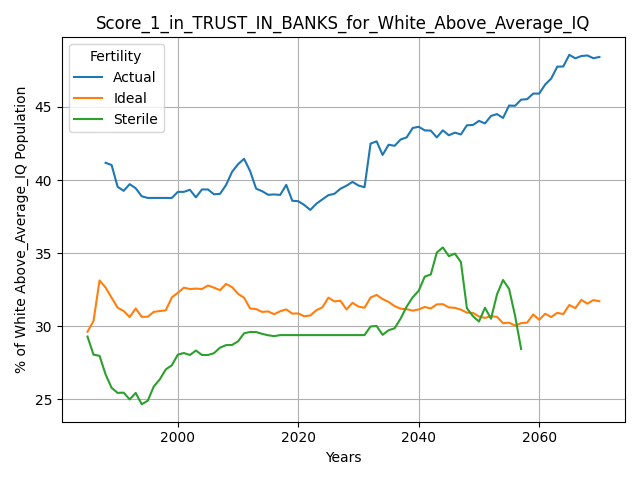 Score_1_in_TRUST_IN_BANKS_for_White_Above_Average_IQ
% of White Above_Average_IQ Population
45
40
35
30
25
Fertility
Actual
Ideal
Sterile
2000
2020
2040
2060
Years